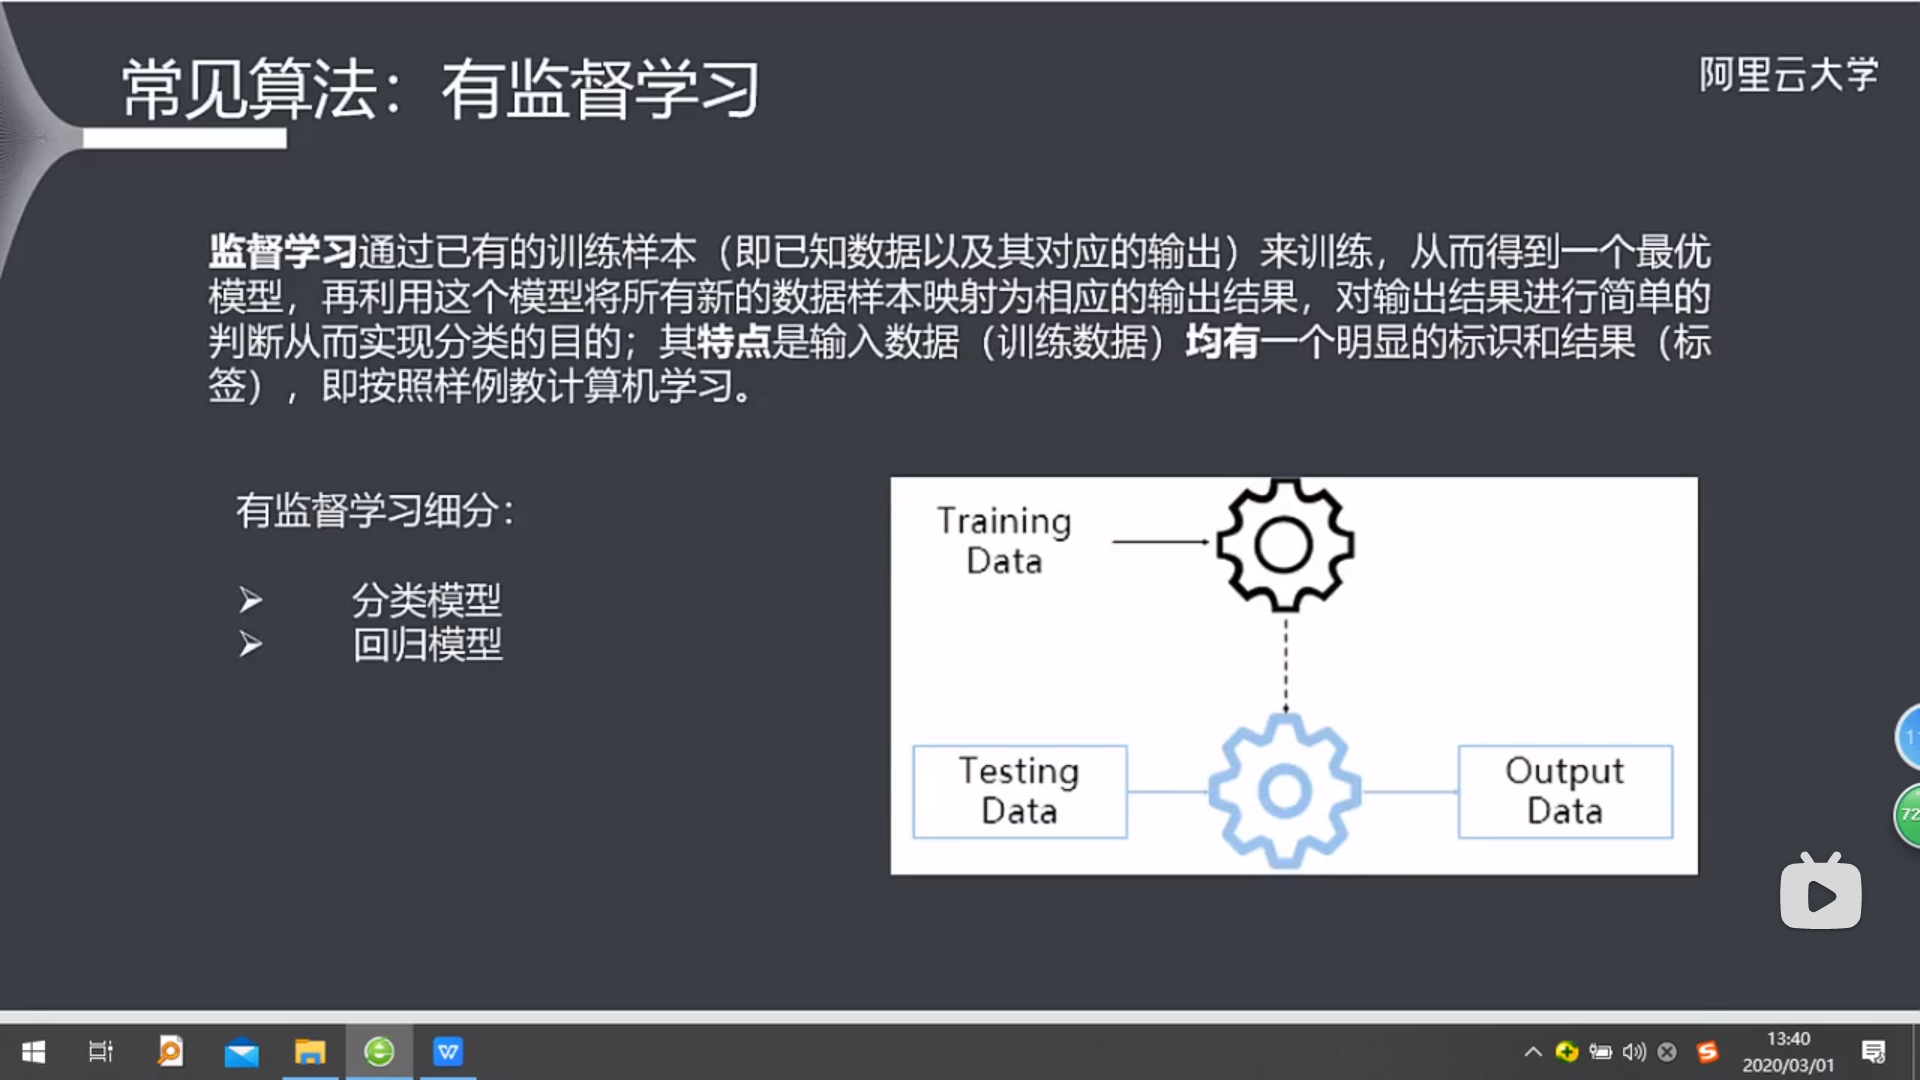 常见算法：有监督学习
阿里云大学
监督学习通过已有的训练样本（即已知数据以及其对应的输出）来训练，从而得到一个最优
模型，再利用这个模型将所有新的数据样本映射为相应的输出结果，对输出结果进行简单的
判断从而实现分类的目的；其特点是输入数据（训练数据）均有一个明显的标识和结果（标
签），即按照样例教计算机学习。
有监督学习细分：
➢ 分类模型
➢ 回归模型
Training
Data
Testing
Data
Output
Data
72
13:40
2020/03/01